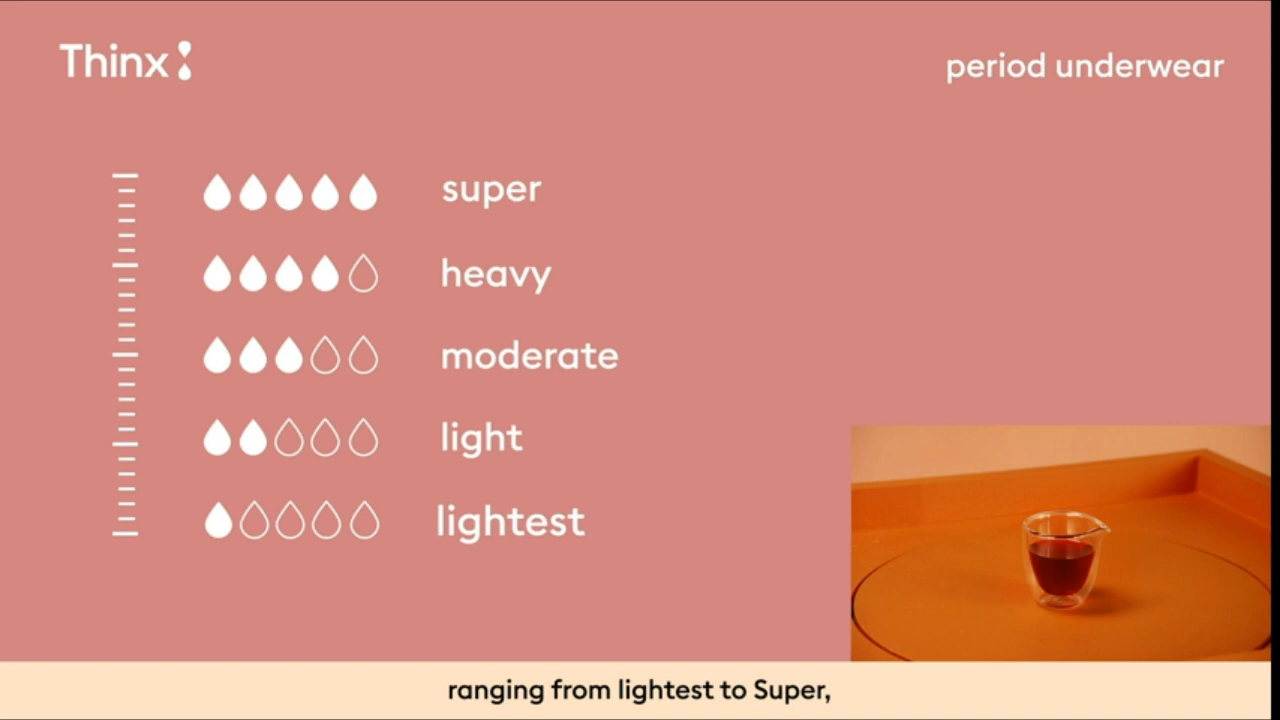 Thinx
period underwear
super
heavy
moderate
light
lightest
ranging from lightest to Super,